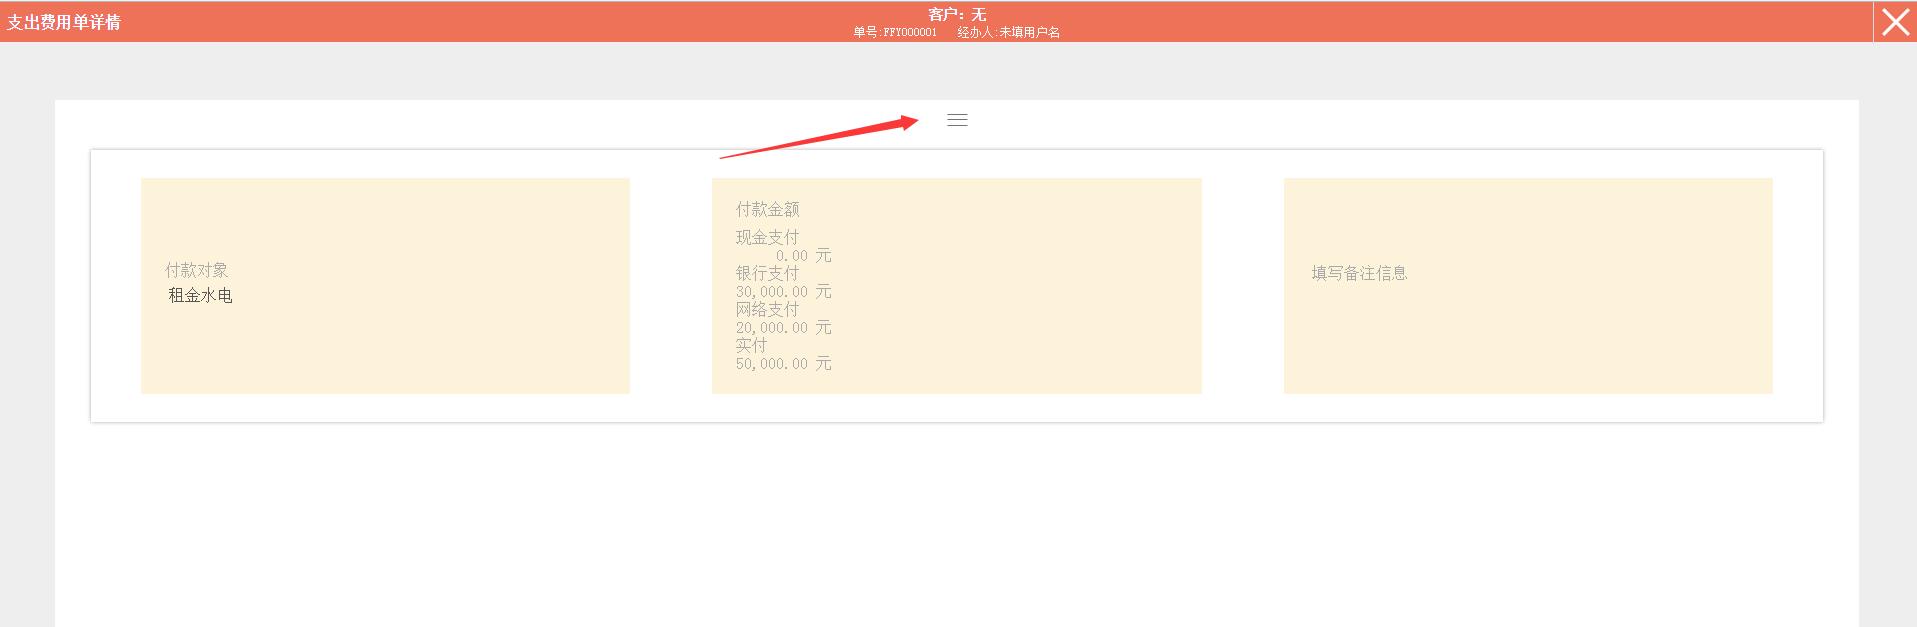 支出费用单详情
客户：无
单号:FFY000001 经办人:未填用户名
付款对象
租金水电
付款金额
现金支付
0.00 元
银行支付
30,000.00 元
网络支付
20,000.00 元
实付
50,000.00 元
填写备注信息